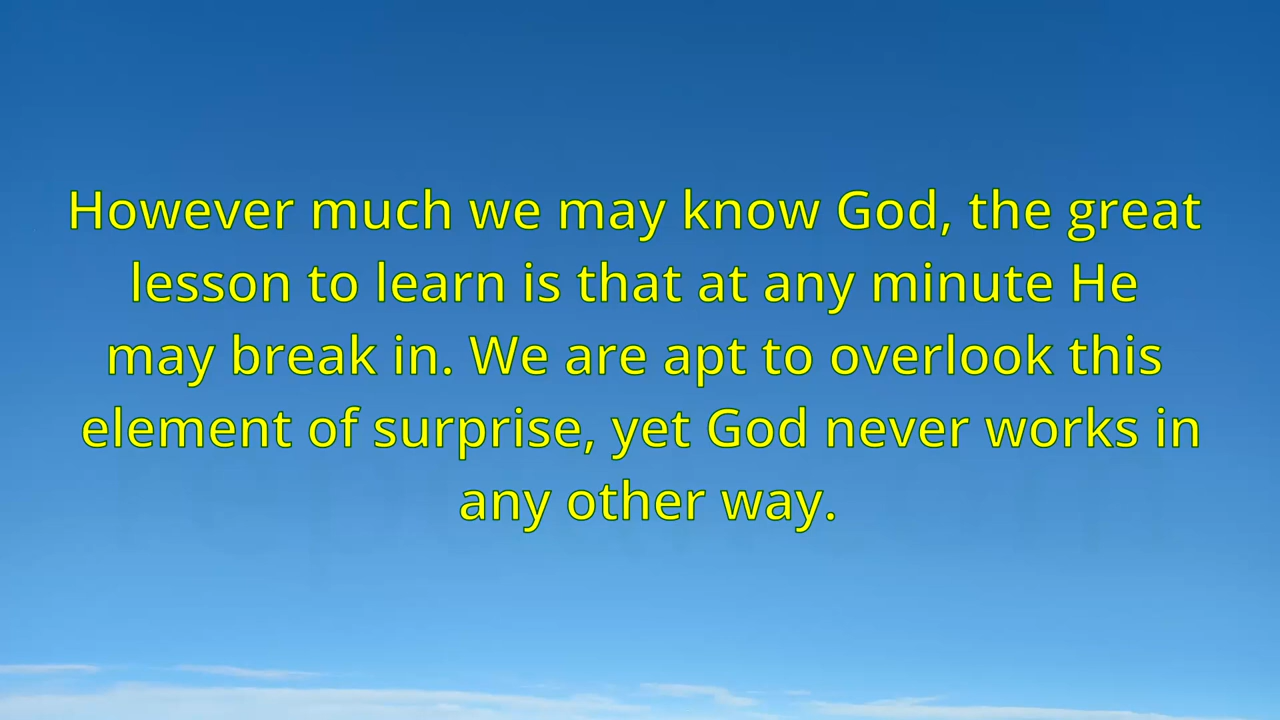 However much we may know God, the great
lesson to learn is that at any minute He
may break in. We are apt to overlook this
element of surprise, yet God never works in
any other way.